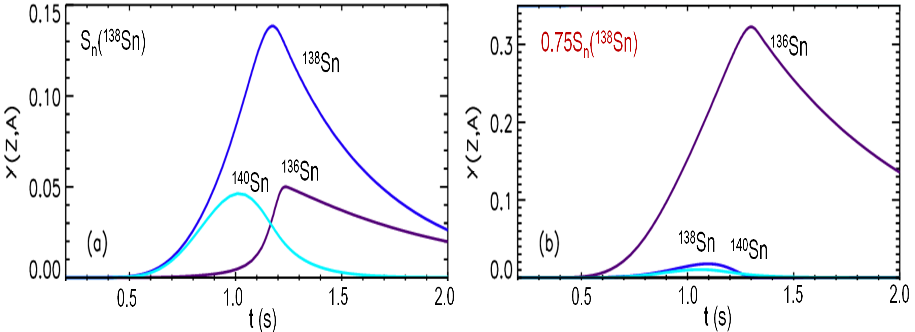 0.15
Sn(¹³⁸Sn)
¹³⁸Sn
0.10
Y(Z,A)
0.05
¹⁴⁰Sn
¹³⁶Sn
(a)
0.00
0.5 1.0 1.5 2.0
t (s)
0.3
0.75Sn(¹³⁸Sn)
¹³⁶Sn
0.2
Y(Z,A)
0.1
(b)
¹³⁸Sn ¹⁴⁰Sn
0.0
0.5 1.0 1.5 2.0
t (s)